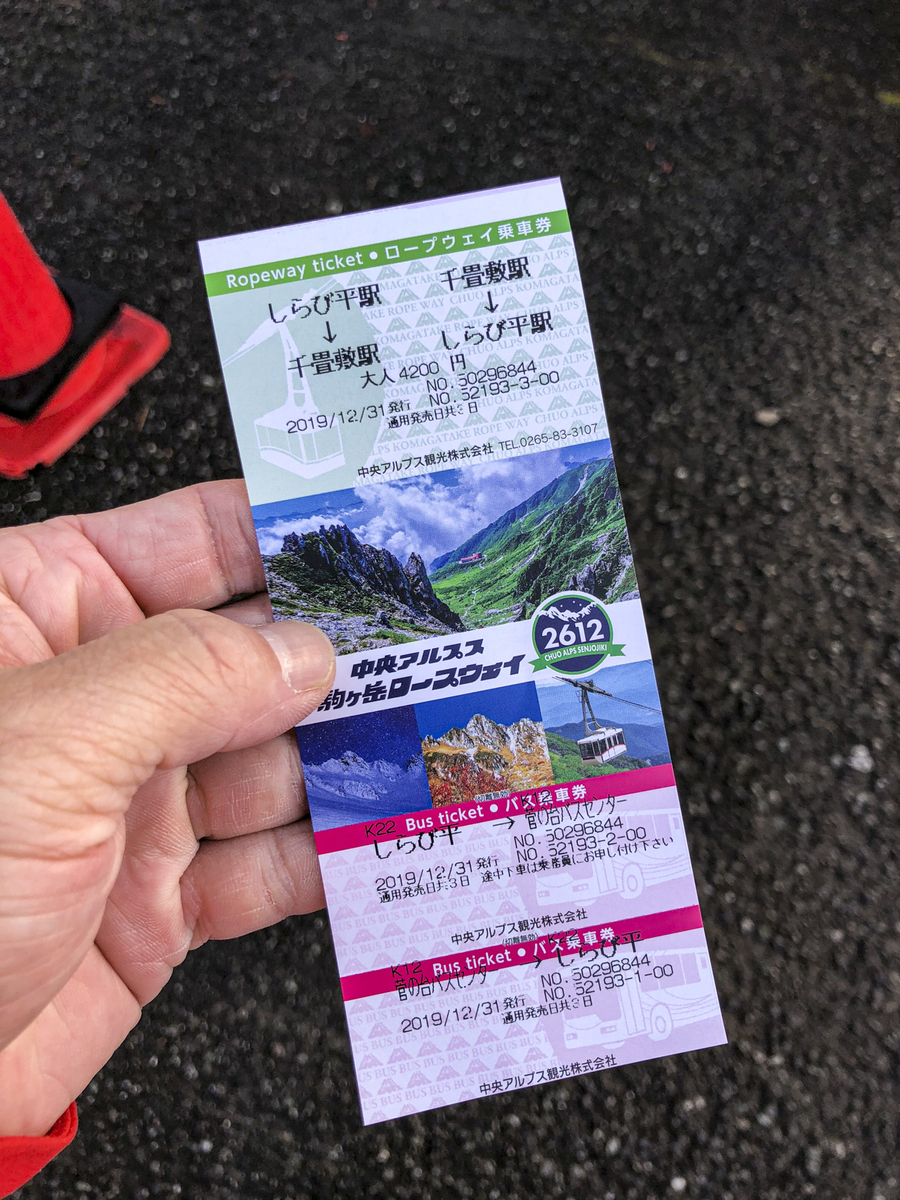 Ropeway ticket • ロープウェイ乗車券
しらび平駅 千畳敷駅
↓ ↓
千畳敷駅 しらび平駅
大人 4200 円
NO. 50296844
2019/12/31発行 NO. 52193-3-00
通用発売日共3日
中央アルプス観光株式会社 TEL.0265-83-3107
2612
CHUO ALPS SENJOJIKI
中央アルプス
駒ヶ岳ロープウェイ
(切離無効)
Bus ticket • バス乗車券
K22
しらび平 → 菅の台バスセンター
NO. 50296844
2019/12/31発行 NO. 52193-2-00
通用発売日共3日 途中下車は乗務員にお申し付け下さい
中央アルプス観光株式会社
(切離無効)
Bus ticket • バス乗車券
K12
菅の台バスセンター → しらび平
NO. 50296844
2019/12/31発行 NO. 52193-1-00
通用発売日共3日
中央アルプス観光株式会社